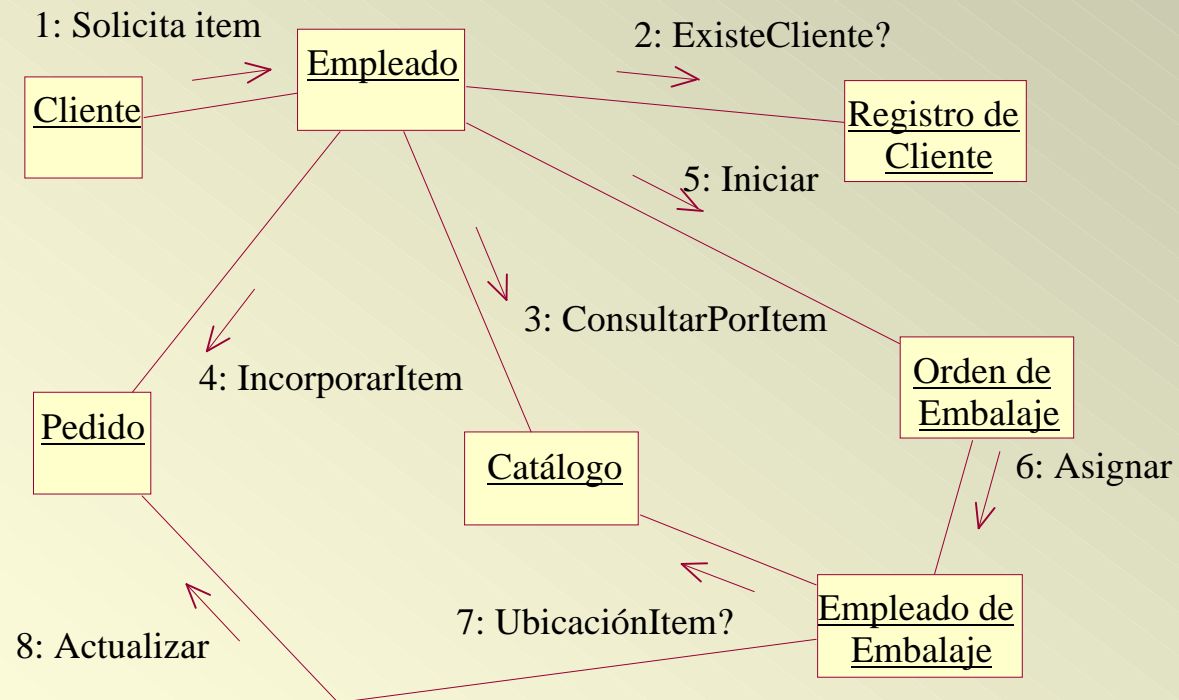 1: Solicita item
2: ExisteCliente?
Empleado
Cliente
Registro de
Cliente
5: Iniciar
3: ConsultarPorItem
4: IncorporarItem
Orden de
Embalaje
Pedido
Catálogo
6: Asignar
7: UbicaciónItem?
Empleado de
Embalaje
8: Actualizar